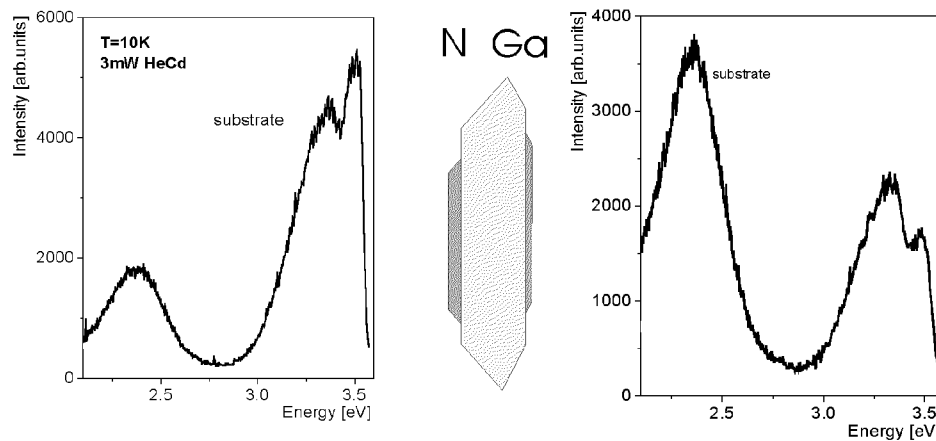 Intensity [arb.units]
6000
4000
2000
0
T=10K
3mW HeCd
substrate
2.5
3.0
3.5
Energy [eV]
N Ga
Intensity [arb.units]
4000
3000
2000
1000
0
substrate
2.5
3.0
3.5
Energy [eV]